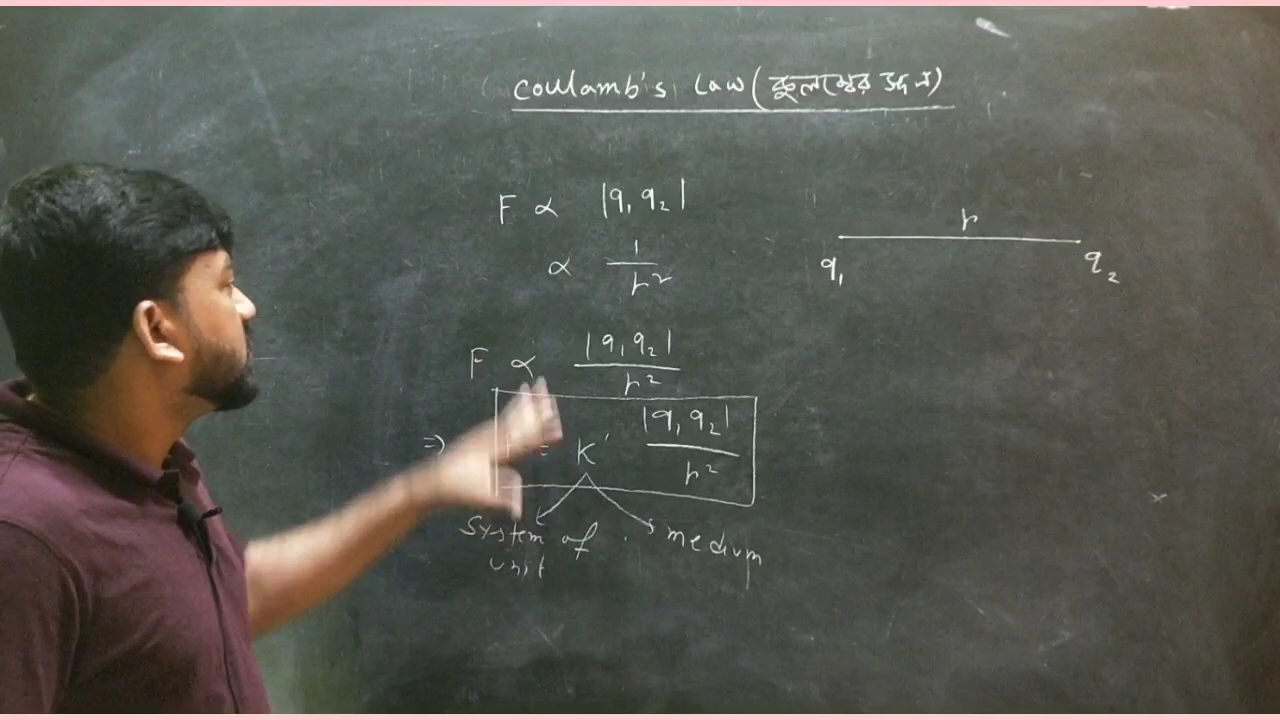 Coulamb's Law (কুলম্বের
F ∝ |q₁ q₂|
∝ 1/r²
r
q₁ q₂
F ∝ |q₁ q₂|/r²
⇒ = K' |q₁ q₂|/r²
System of unit
medium